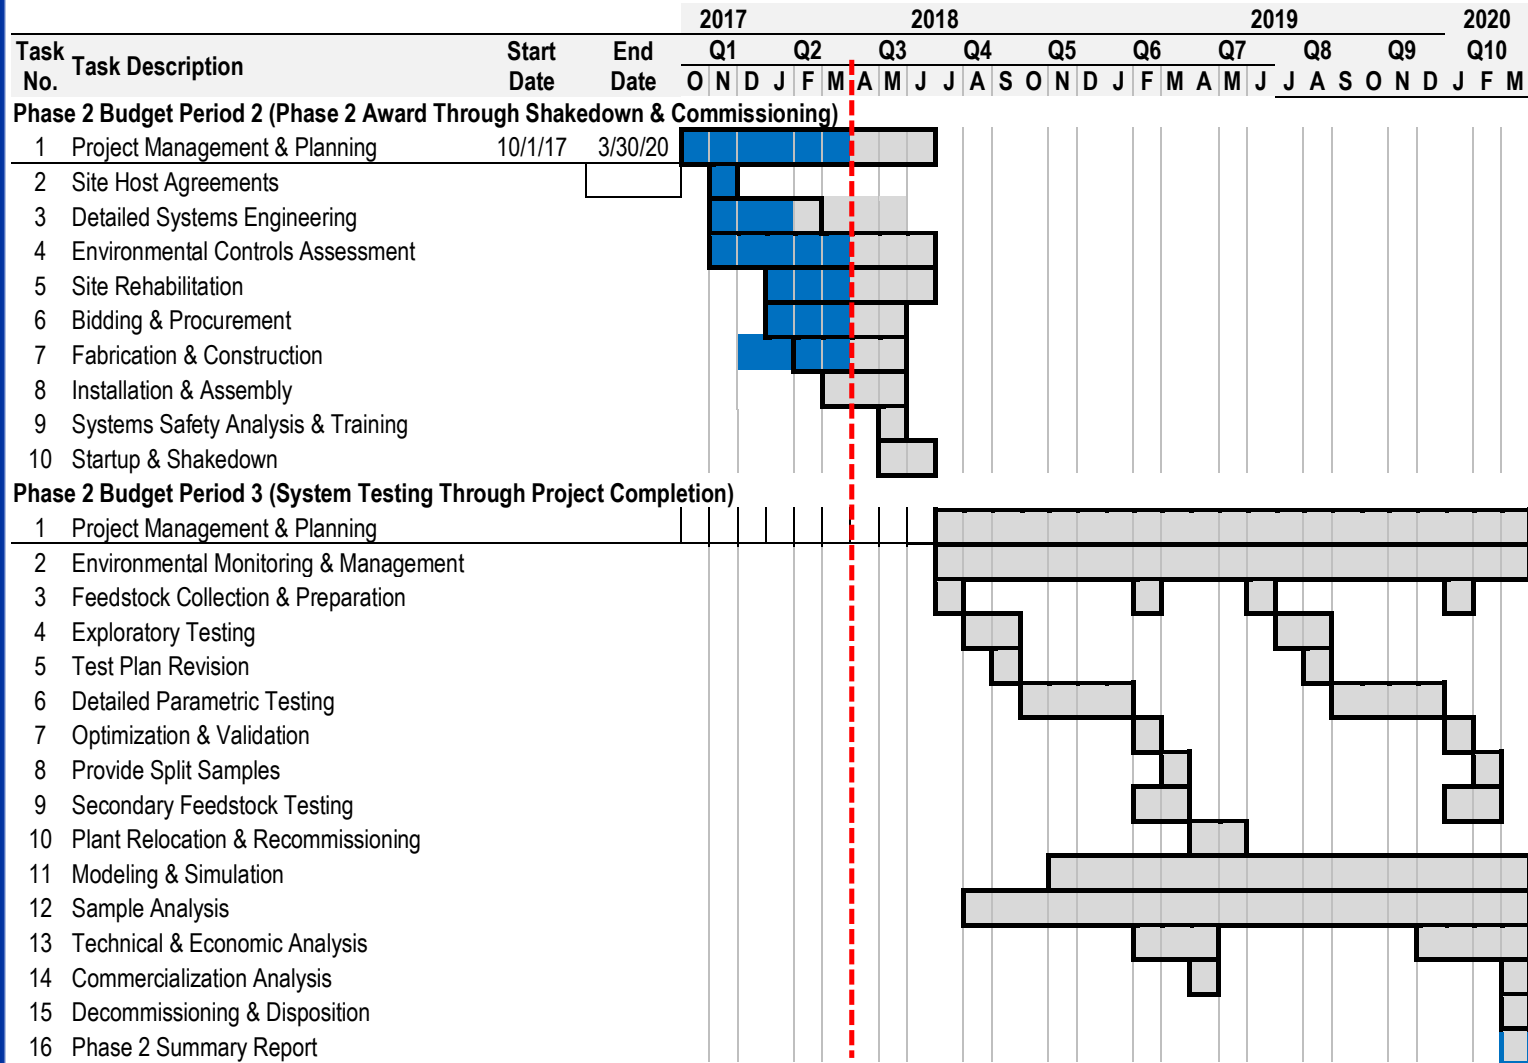 2017 2018 2019 2020
Task No. Task Description Start Date End Date Q1 Q2 Q3 Q4 Q5 Q6 Q7 Q8 Q9 Q10
O N D J F M A M J J A S O N D J F M A M J J A S O N D J F M
Phase 2 Budget Period 2 (Phase 2 Award Through Shakedown & Commissioning)
1 Project Management & Planning 10/1/17 3/30/20
2 Site Host Agreements
3 Detailed Systems Engineering
4 Environmental Controls Assessment
5 Site Rehabilitation
6 Bidding & Procurement
7 Fabrication & Construction
8 Installation & Assembly
9 Systems Safety Analysis & Training
10 Startup & Shakedown
Phase 2 Budget Period 3 (System Testing Through Project Completion)
1 Project Management & Planning
2 Environmental Monitoring & Management
3 Feedstock Collection & Preparation
4 Exploratory Testing
5 Test Plan Revision
6 Detailed Parametric Testing
7 Optimization & Validation
8 Provide Split Samples
9 Secondary Feedstock Testing
10 Plant Relocation & Recommissioning
11 Modeling & Simulation
12 Sample Analysis
13 Technical & Economic Analysis
14 Commercialization Analysis
15 Decommissioning & Disposition
16 Phase 2 Summary Report